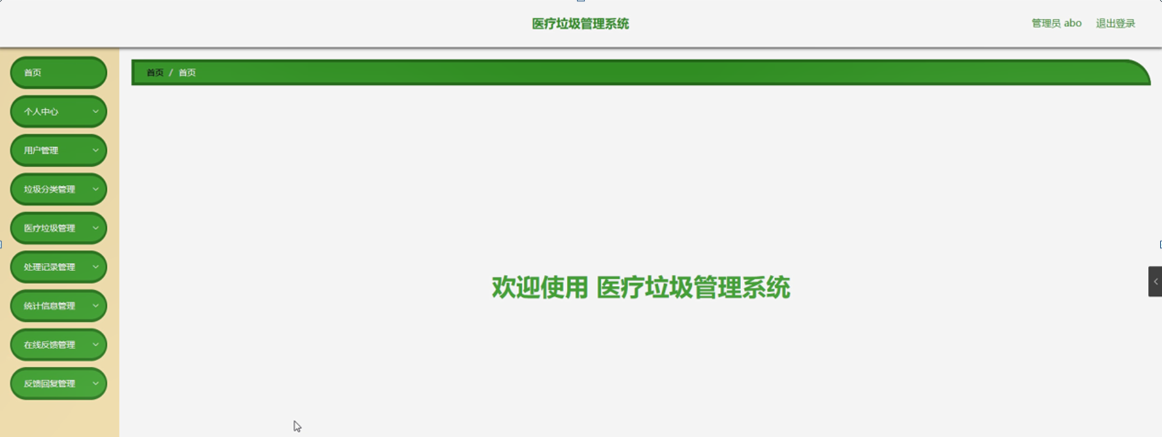 医疗垃圾管理系统
管理员 abo 退出登录
首页
个人中心
用户管理
垃圾分类管理
医疗垃圾管理
处理记录管理
统计信息管理
在线反馈管理
反馈回复管理
首页 / 首页
欢迎使用 医疗垃圾管理系统